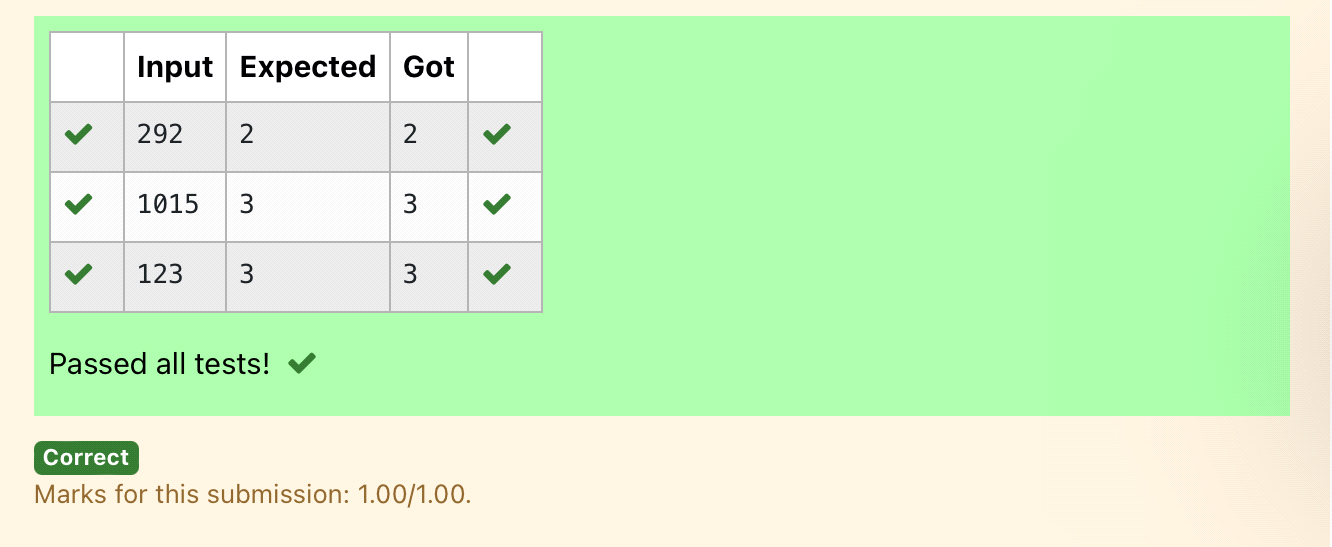 Input Expected Got
292 2 2
1015 3 3
123 3 3
Passed all tests!
Correct
Marks for this submission: 1.00/1.00.